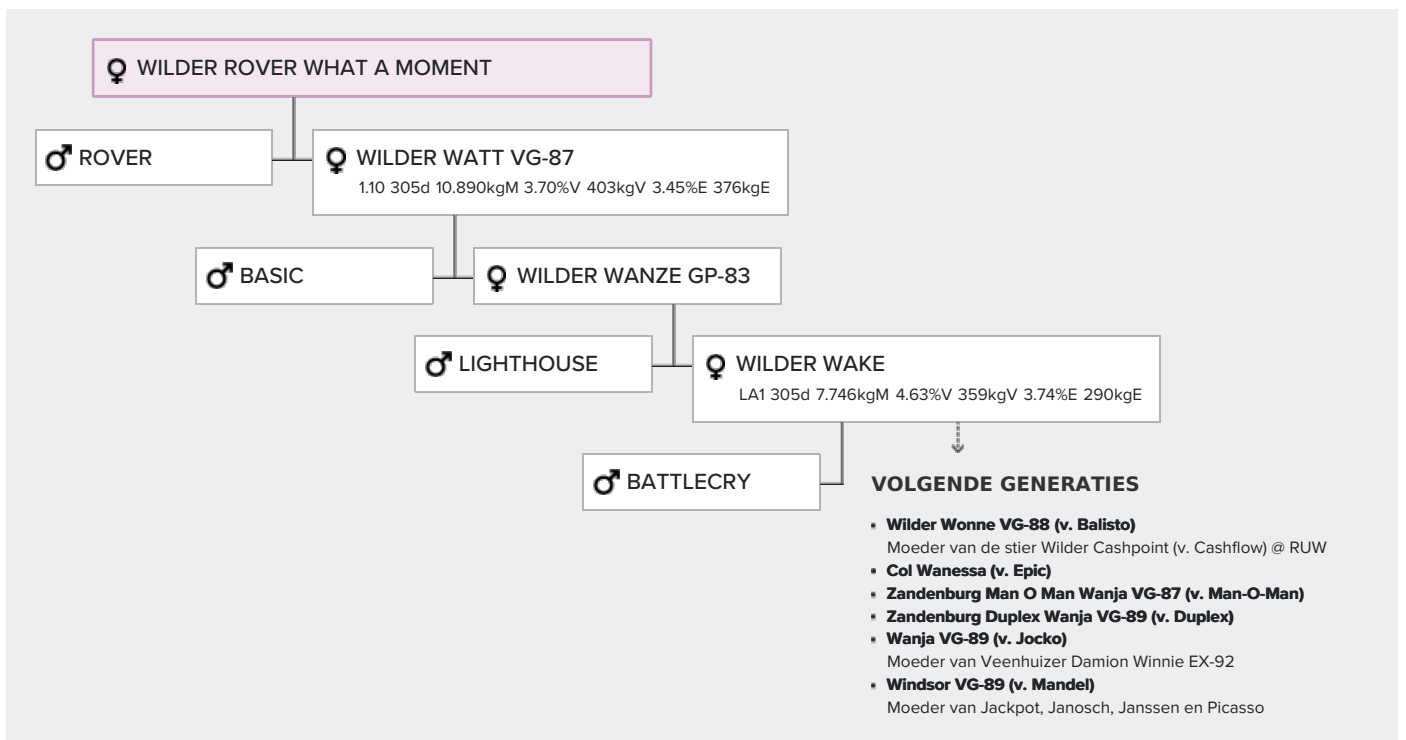 WILDER ROVER WHAT A MOMENT
ROVER
WILDER WATT VG-87
1.10 305d 10.890kgM 3.70%V 403kgV 3.45%E 376kgE
BASIC
WILDER WANZE GP-83
LIGHTHOUSE
WILDER WAKE
LA1 305d 7.746kgM 4.63%V 359kgV 3.74%E 290kgE
BATTLECRY
VOLGENDE GENERATIES
Wilder Wonne VG-88 (v. Balisto)
Moeder van de stier Wilder Cashpoint (v. Cashflow) @ RUW
Col Wanessa (v. Epic)
Zandenburg Man O Man Wanja VG-87 (v. Man-O-Man)
Zandenburg Duplex Wanja VG-89 (v. Duplex)
Wanja VG-89 (v. Jocko)
Moeder van Veenhuizer Damion Winnie EX-92
Windsor VG-89 (v. Mandel)
Moeder van Jackpot, Janosch, Janssen en Picasso